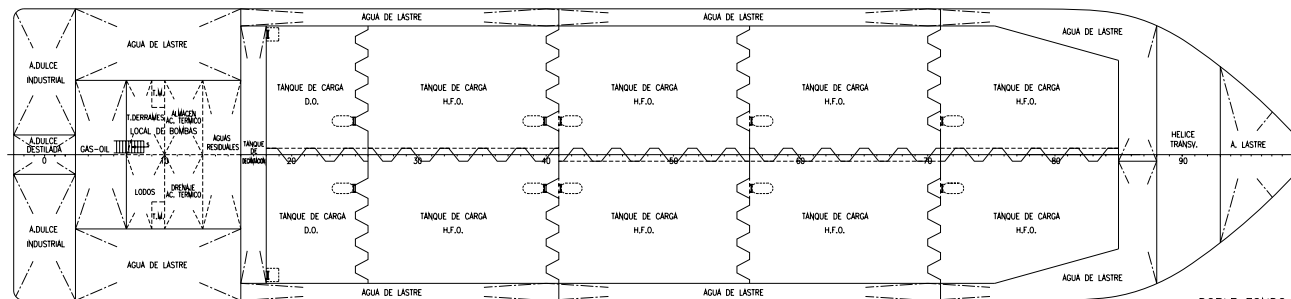 AGUA DE LASTRE
AGUA DE LASTRE
AGUA DE LASTRE
AGUA DE LASTRE
A.DULCE
INDUSTRIAL
T.M.
TANQUE DE CARGA
D.O.
TANQUE DE CARGA
H.F.O.
TANQUE DE CARGA
H.F.O.
TANQUE DE CARGA
H.F.O.
TANQUE DE CARGA
H.F.O.
T.DERRAMES
ALMACEN
AC. TERMICO
LOCAL DE BOMBAS
A.DULCE
DESTILADA
GAS-OIL
AGUAS
RESIDUALES
TANQUE
DE
HELICE
TRANSV.
A. LASTRE
0
10
20
30
40
50
60
70
80
90
LODOS
DRENAJE
AC. TERMICO
T.M.
TANQUE DE CARGA
D.O.
TANQUE DE CARGA
H.F.O.
TANQUE DE CARGA
H.F.O.
TANQUE DE CARGA
H.F.O.
TANQUE DE CARGA
H.F.O.
A.DULCE
INDUSTRIAL
AGUA DE LASTRE
AGUA DE LASTRE
AGUA DE LASTRE
AGUA DE LASTRE